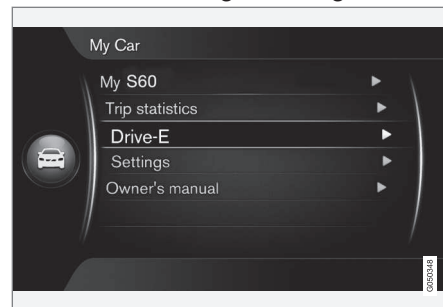 My Car
My S60
Trip statistics
Drive-E
Settings
Owner's manual
G050348